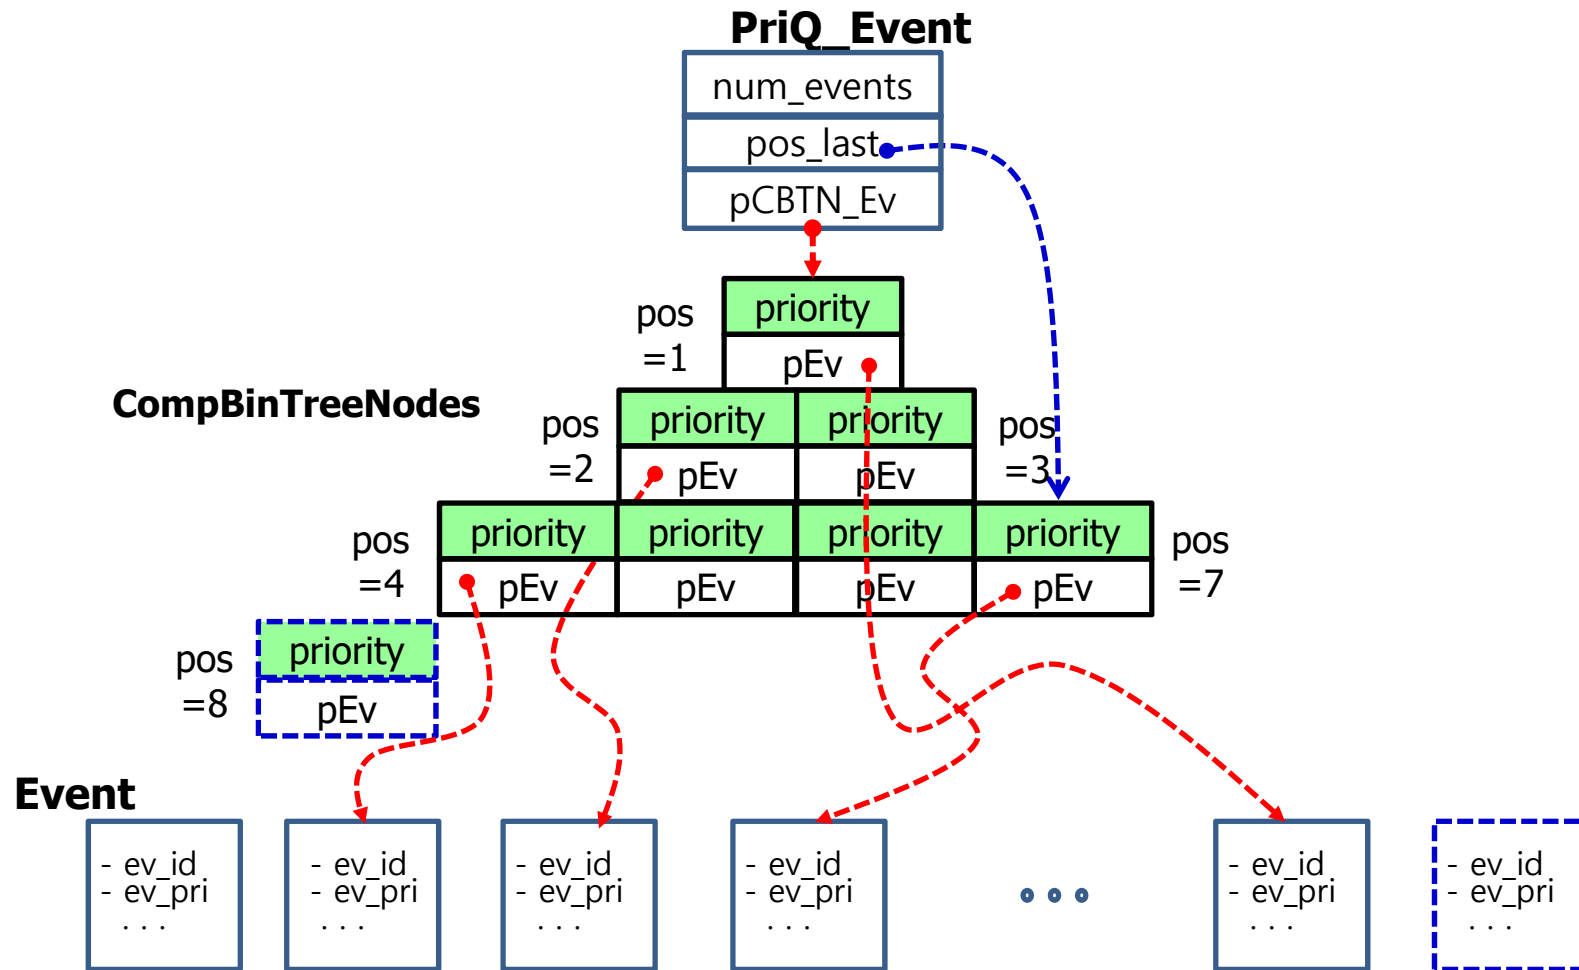 PriQ_Event
num_events
pos_last
pCBTN_Ev
pos
=1
priority
pEv
CompBinTreeNodes
pos
=2
priority
priority
pos
=3
pEv
pEv
pos
=4
priority
priority
priority
priority
pos
=7
pEv
pEv
pEv
pEv
pos
=8
priority
pEv
Event
- ev_id
- ev_pri
. . .
- ev_id
- ev_pri
. . .
- ev_id
- ev_pri
. . .
- ev_id
- ev_pri
. . .
- ev_id
- ev_pri
. . .
- ev_id
- ev_pri
. . .